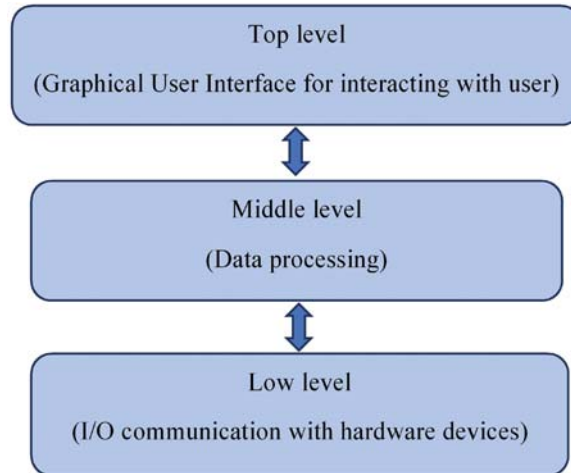 Top level
(Graphical User Interface for interacting with user)
Middle level
(Data processing)
Low level
(I/O communication with hardware devices)